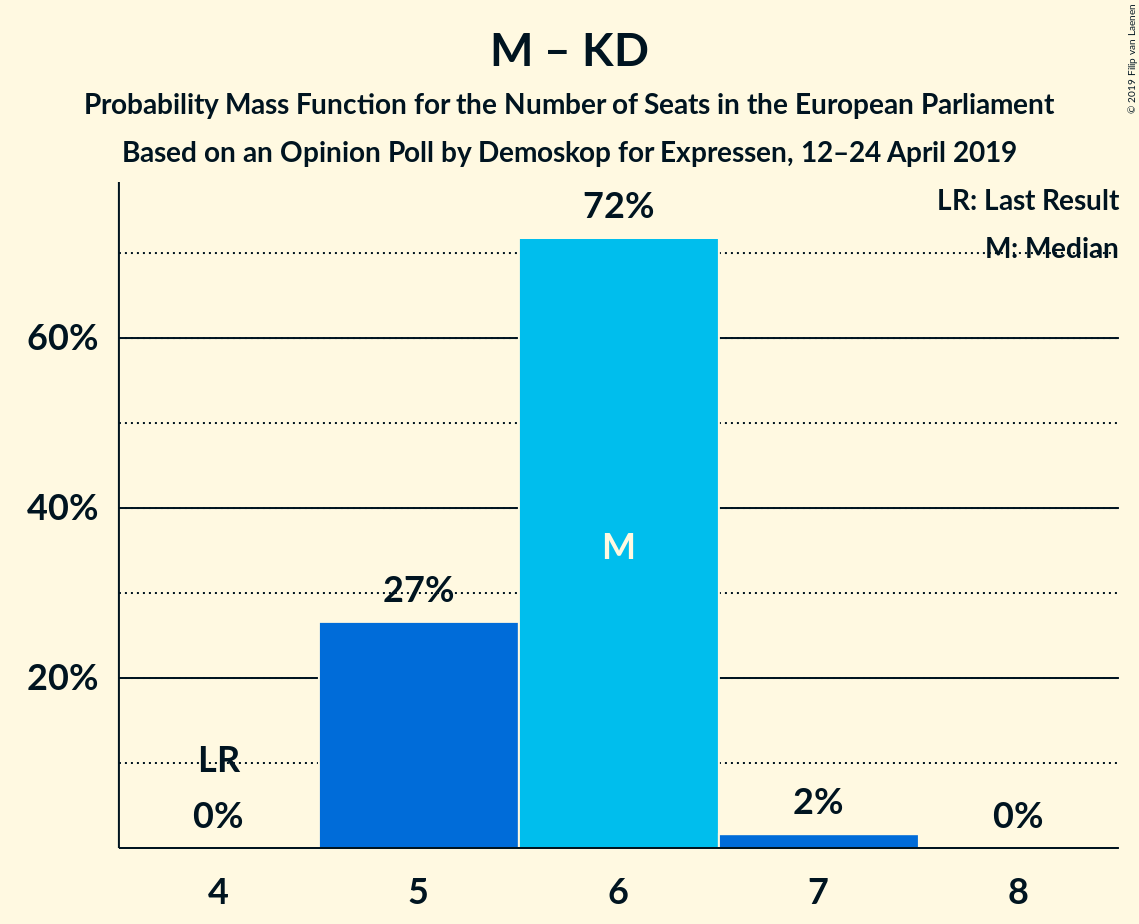 M – KD
Probability Mass Function for the Number of Seats in the European Parliament
Based on an Opinion Poll by Demoskop for Expressen, 12–24 April 2019
© 2019 Filip van Laenen
LR: Last Result
M: Median
72%
60%
M
40%
27%
20%
LR
0%
2%
0%
4 5 6 7 8